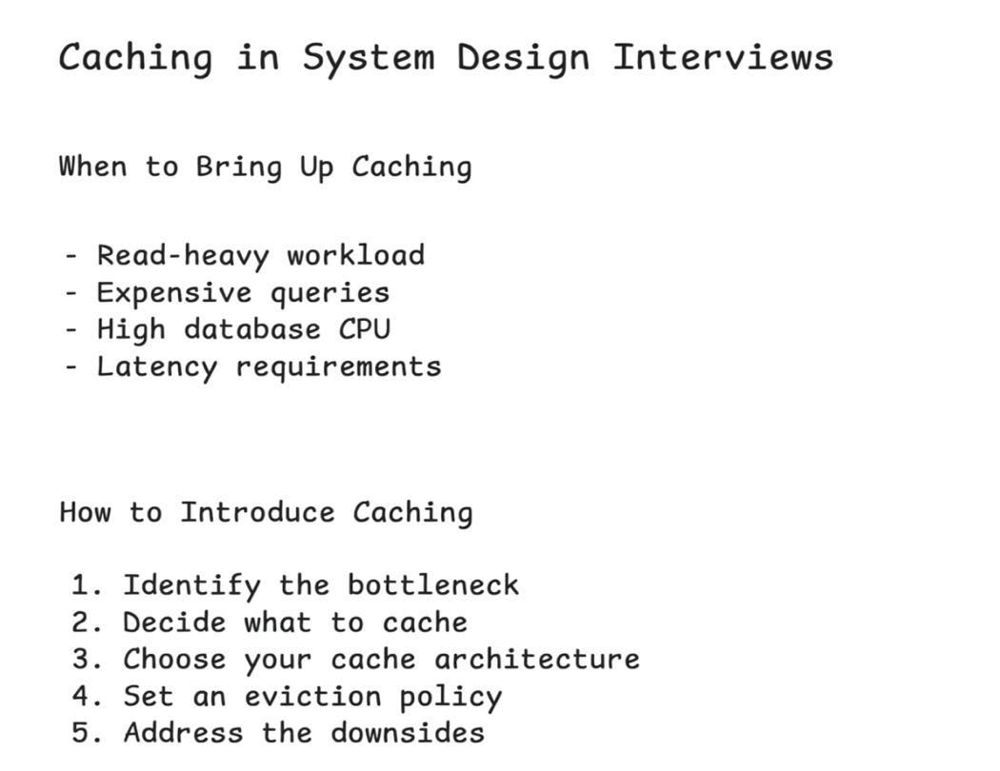 Caching in System Design Interviews
When to Bring Up Caching
- Read-heavy workload
- Expensive queries
- High database CPU
- Latency requirements
How to Introduce Caching
1. Identify the bottleneck
2. Decide what to cache
3. Choose your cache architecture
4. Set an eviction policy
5. Address the downsides